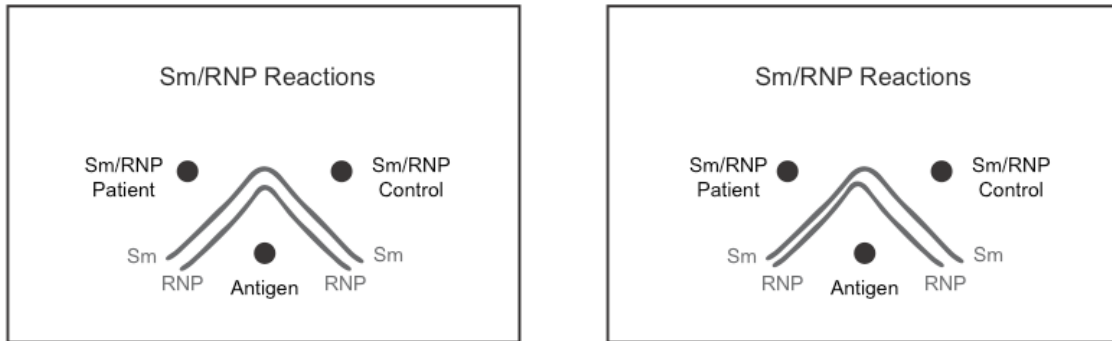 Sm/RNP Reactions
Sm/RNP
Patient
Sm/RNP
Control
Sm
RNP
Antigen
RNP
Sm
Sm/RNP Reactions
Sm/RNP
Patient
Sm/RNP
Control
Sm
RNP
Antigen
RNP
Sm